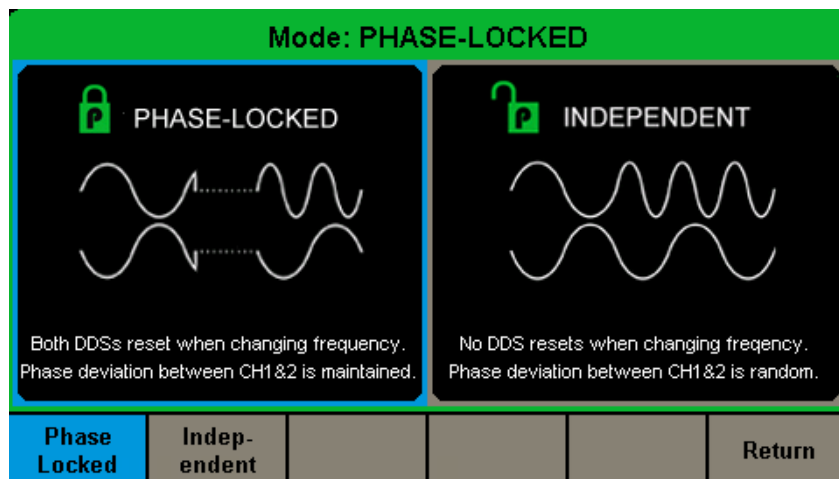 Mode: PHASE-LOCKED
P
PHASE-LOCKED
Both DDSs reset when changing frequency.
Phase deviation between CH1&2 is maintained.
P
INDEPENDENT
No DDS resets when changing freqency.
Phase deviation between CH1&2 is random.
Phase
Locked
Indep-
endent
Return